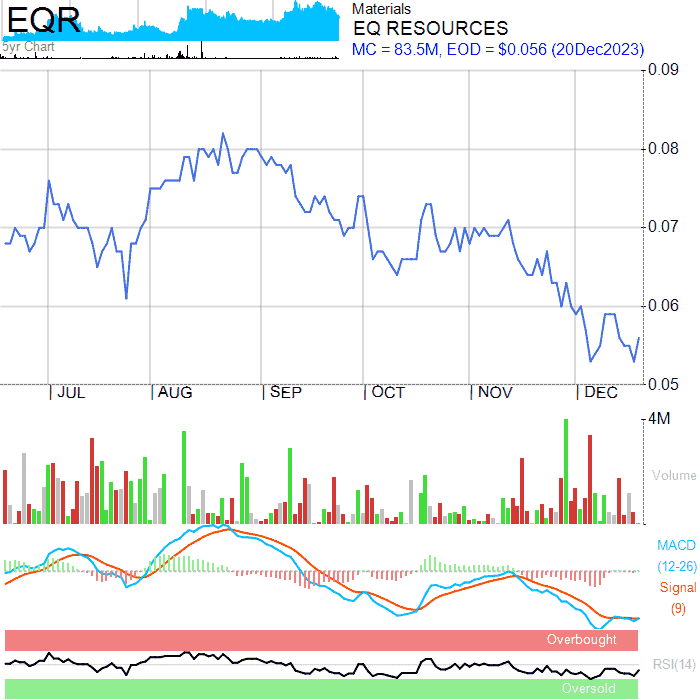 EQR
5yr Chart
Materials
EQ RESOURCES
MC = 83.5M, EOD = $0.056 (20Dec2023)
0.09
0.08
0.07
0.06
0.05
JUL AUG SEP OCT NOV DEC
4M
Volume
MACD
(12-26)
Signal
(9)
Overbought
RSI(14)
Oversold